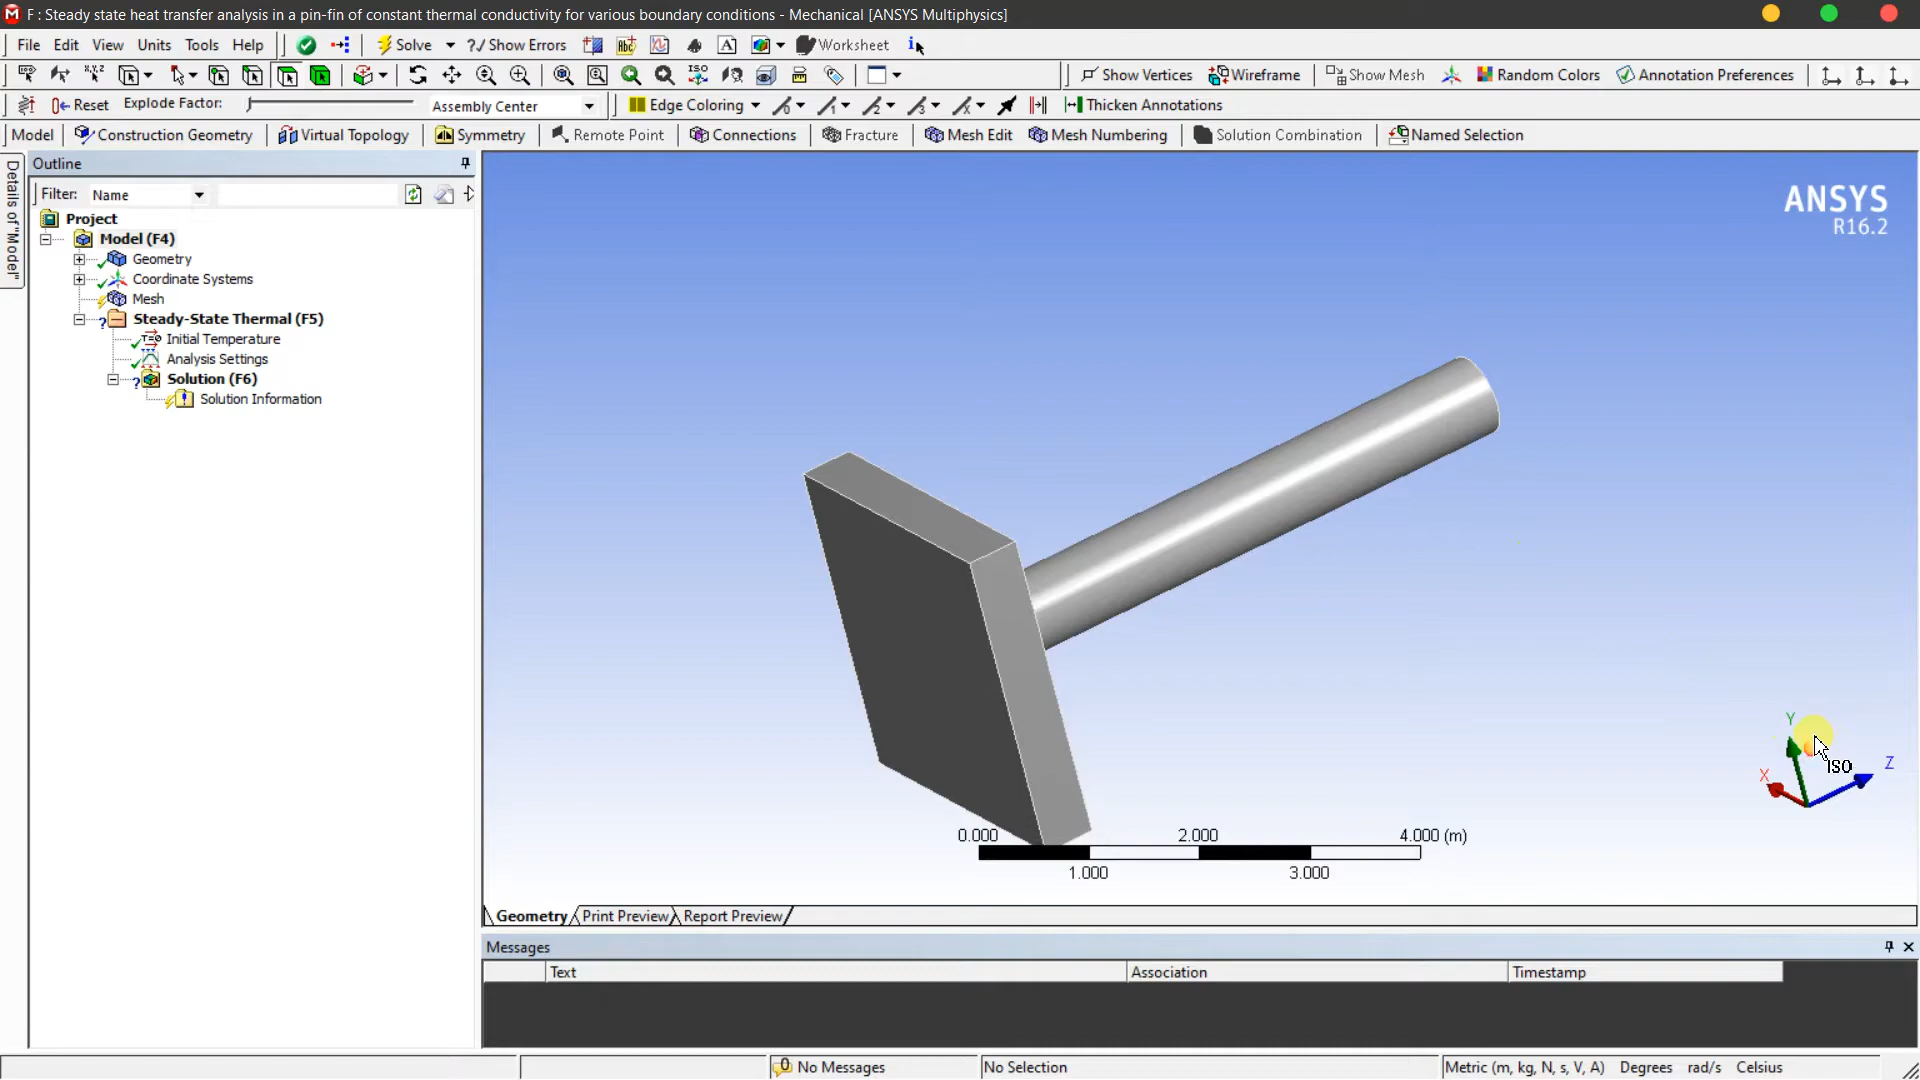 F : Steady state heat transfer analysis in a pin-fin of constant thermal conductivity for various boundary conditions - Mechanical [ANSYS Multiphysics]
File Edit View Units Tools Help Solve ?/ Show Errors Worksheet
Show Vertices Wireframe Show Mesh Random Colors Annotation Preferences
Reset Explode Factor: Assembly Center Edge Coloring Thicken Annotations
Model Construction Geometry Virtual Topology Symmetry Remote Point Connections Fracture Mesh Edit Mesh Numbering Solution Combination Named Selection
Details of "Model"
Outline
Filter: Name
Project
Model (F4)
Geometry
Coordinate Systems
Mesh
Steady-State Thermal (F5)
Initial Temperature
Analysis Settings
Solution (F6)
Solution Information
ANSYS
R16.2
Y
X
Z
ISO
0.000 2.000 4.000 (m)
1.000 3.000
Geometry Print Preview Report Preview
Messages
Text Association Timestamp
No Messages No Selection Metric (m, kg, N, s, V, A) Degrees rad/s Celsius